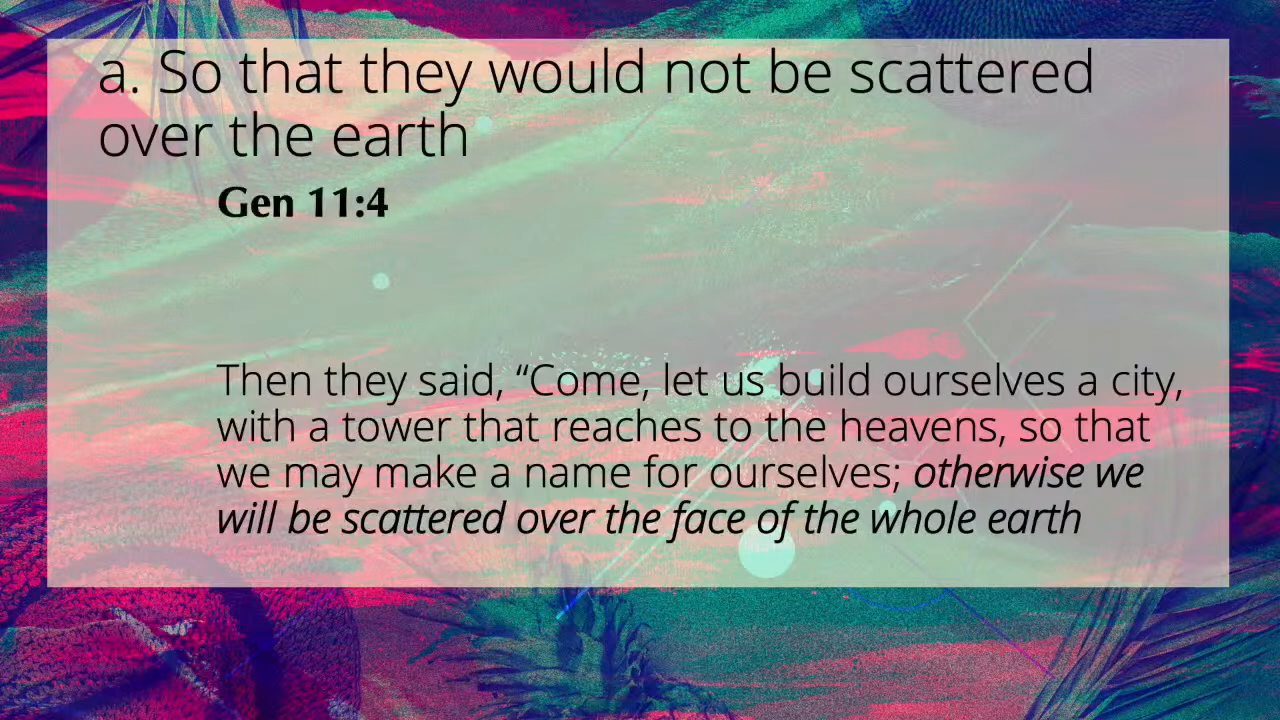 a. So that they would not be scattered
over the earth
Gen 11:4
Then they said, “Come, let us build ourselves a city,
with a tower that reaches to the heavens, so that
we may make a name for ourselves; otherwise we
will be scattered over the face of the whole earth